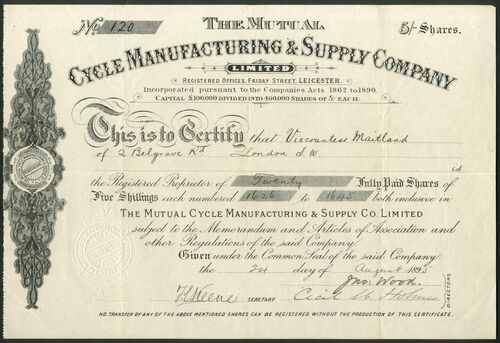 No 120
THE MUTUAL
5/- Shares.
CYCLE MANUFACTURING & SUPPLY COMPANY
LIMITED
REGISTERED OFFICES, FRIDAY STREET, LEICESTER.
Incorporated pursuant to the Companies Acts 1862 to 1890.
CAPITAL £100,000 DIVIDED INTO 400,000 SHARES OF 5/- EACH.
This is to Certify that Viscountess Maitland
of 2 Belgrave Rd London S.W.
is
the Registered Proprietor of Twenty Fully Paid Shares of
Five Shillings each numbered 1626 to 1645 both inclusive in
THE MUTUAL CYCLE MANUFACTURING & SUPPLY CO. LIMITED
subject to the Memorandum and Articles of Association and
other Regulations of the said Company.
Given under the Common Seal of the said Company
the 24 day of August 1895
Jno. Wood.
SECRETARY
Cecil
DIRECTORS
NO TRANSFER OF ANY OF THE ABOVE MENTIONED SHARES CAN BE REGISTERED WITHOUT THE PRODUCTION OF THIS CERTIFICATE.